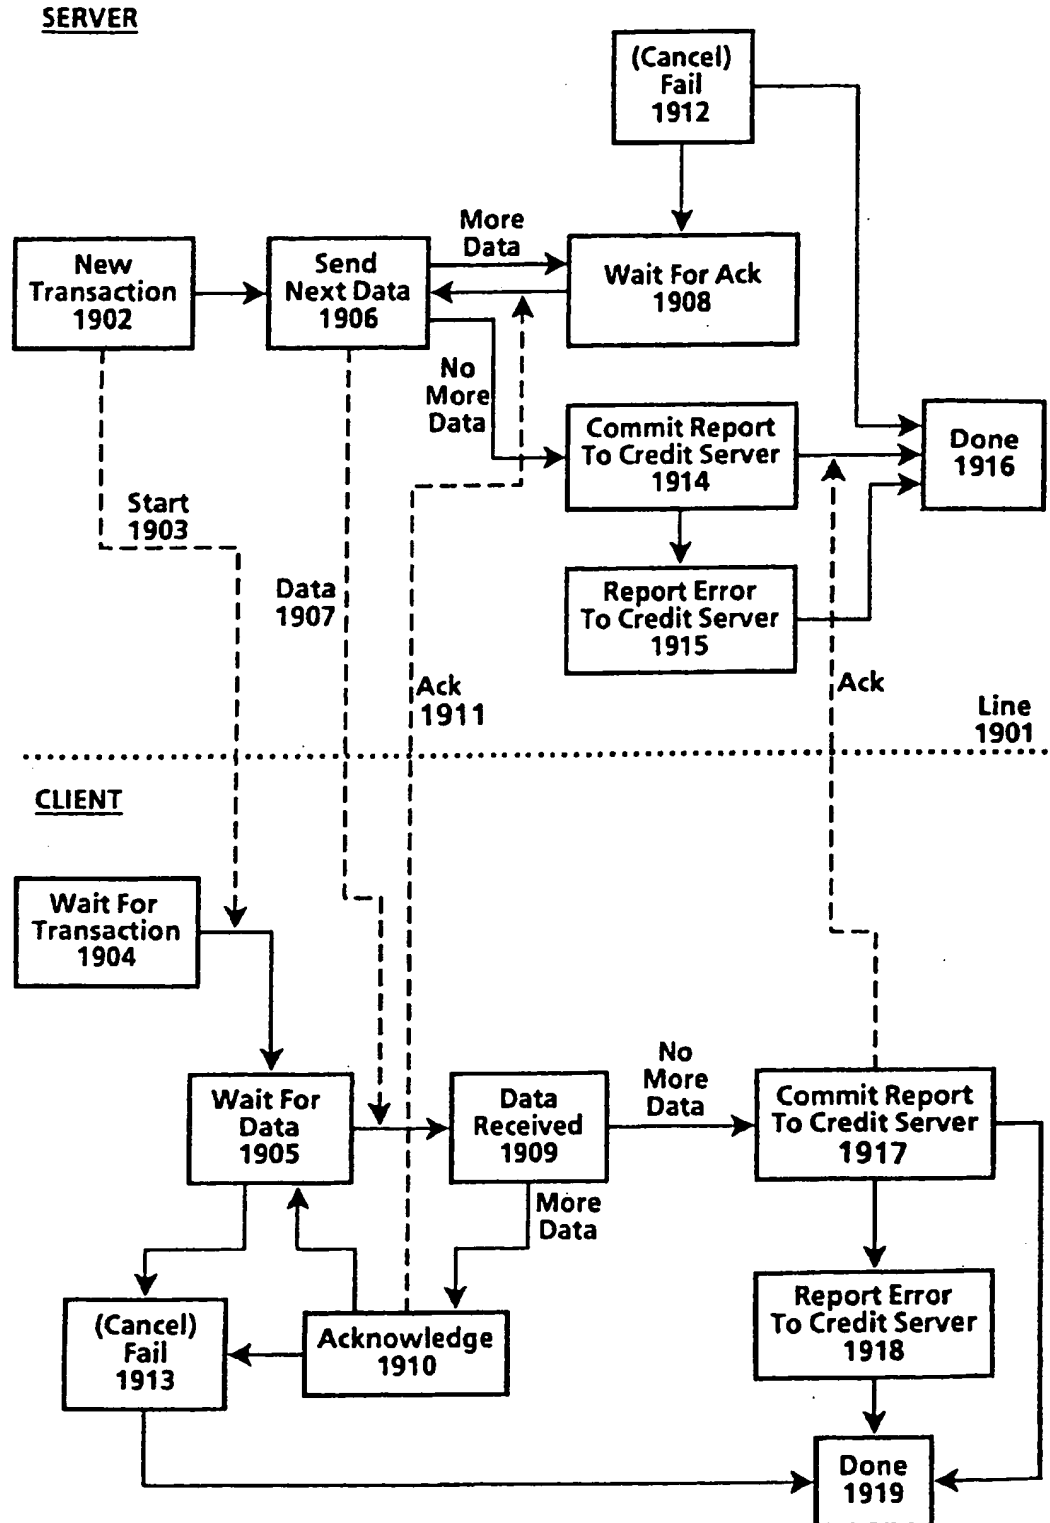 SERVER
(Cancel)
Fail
1912
More
Data
New
Transaction
1902
Send
Next Data
1906
Wait For Ack
1908
No
More
Data
Commit Report
To Credit Server
1914
Done
1916
Start
1903
Data
1907
Report Error
To Credit Server
1915
Ack
1911
Ack
Line
1901
CLIENT
Wait For
Transaction
1904
No
More
Data
Wait For
Data
1905
Data
Received
1909
Commit Report
To Credit Server
1917
More
Data
(Cancel)
Fail
1913
Acknowledge
1910
Report Error
To Credit Server
1918
Done
1919